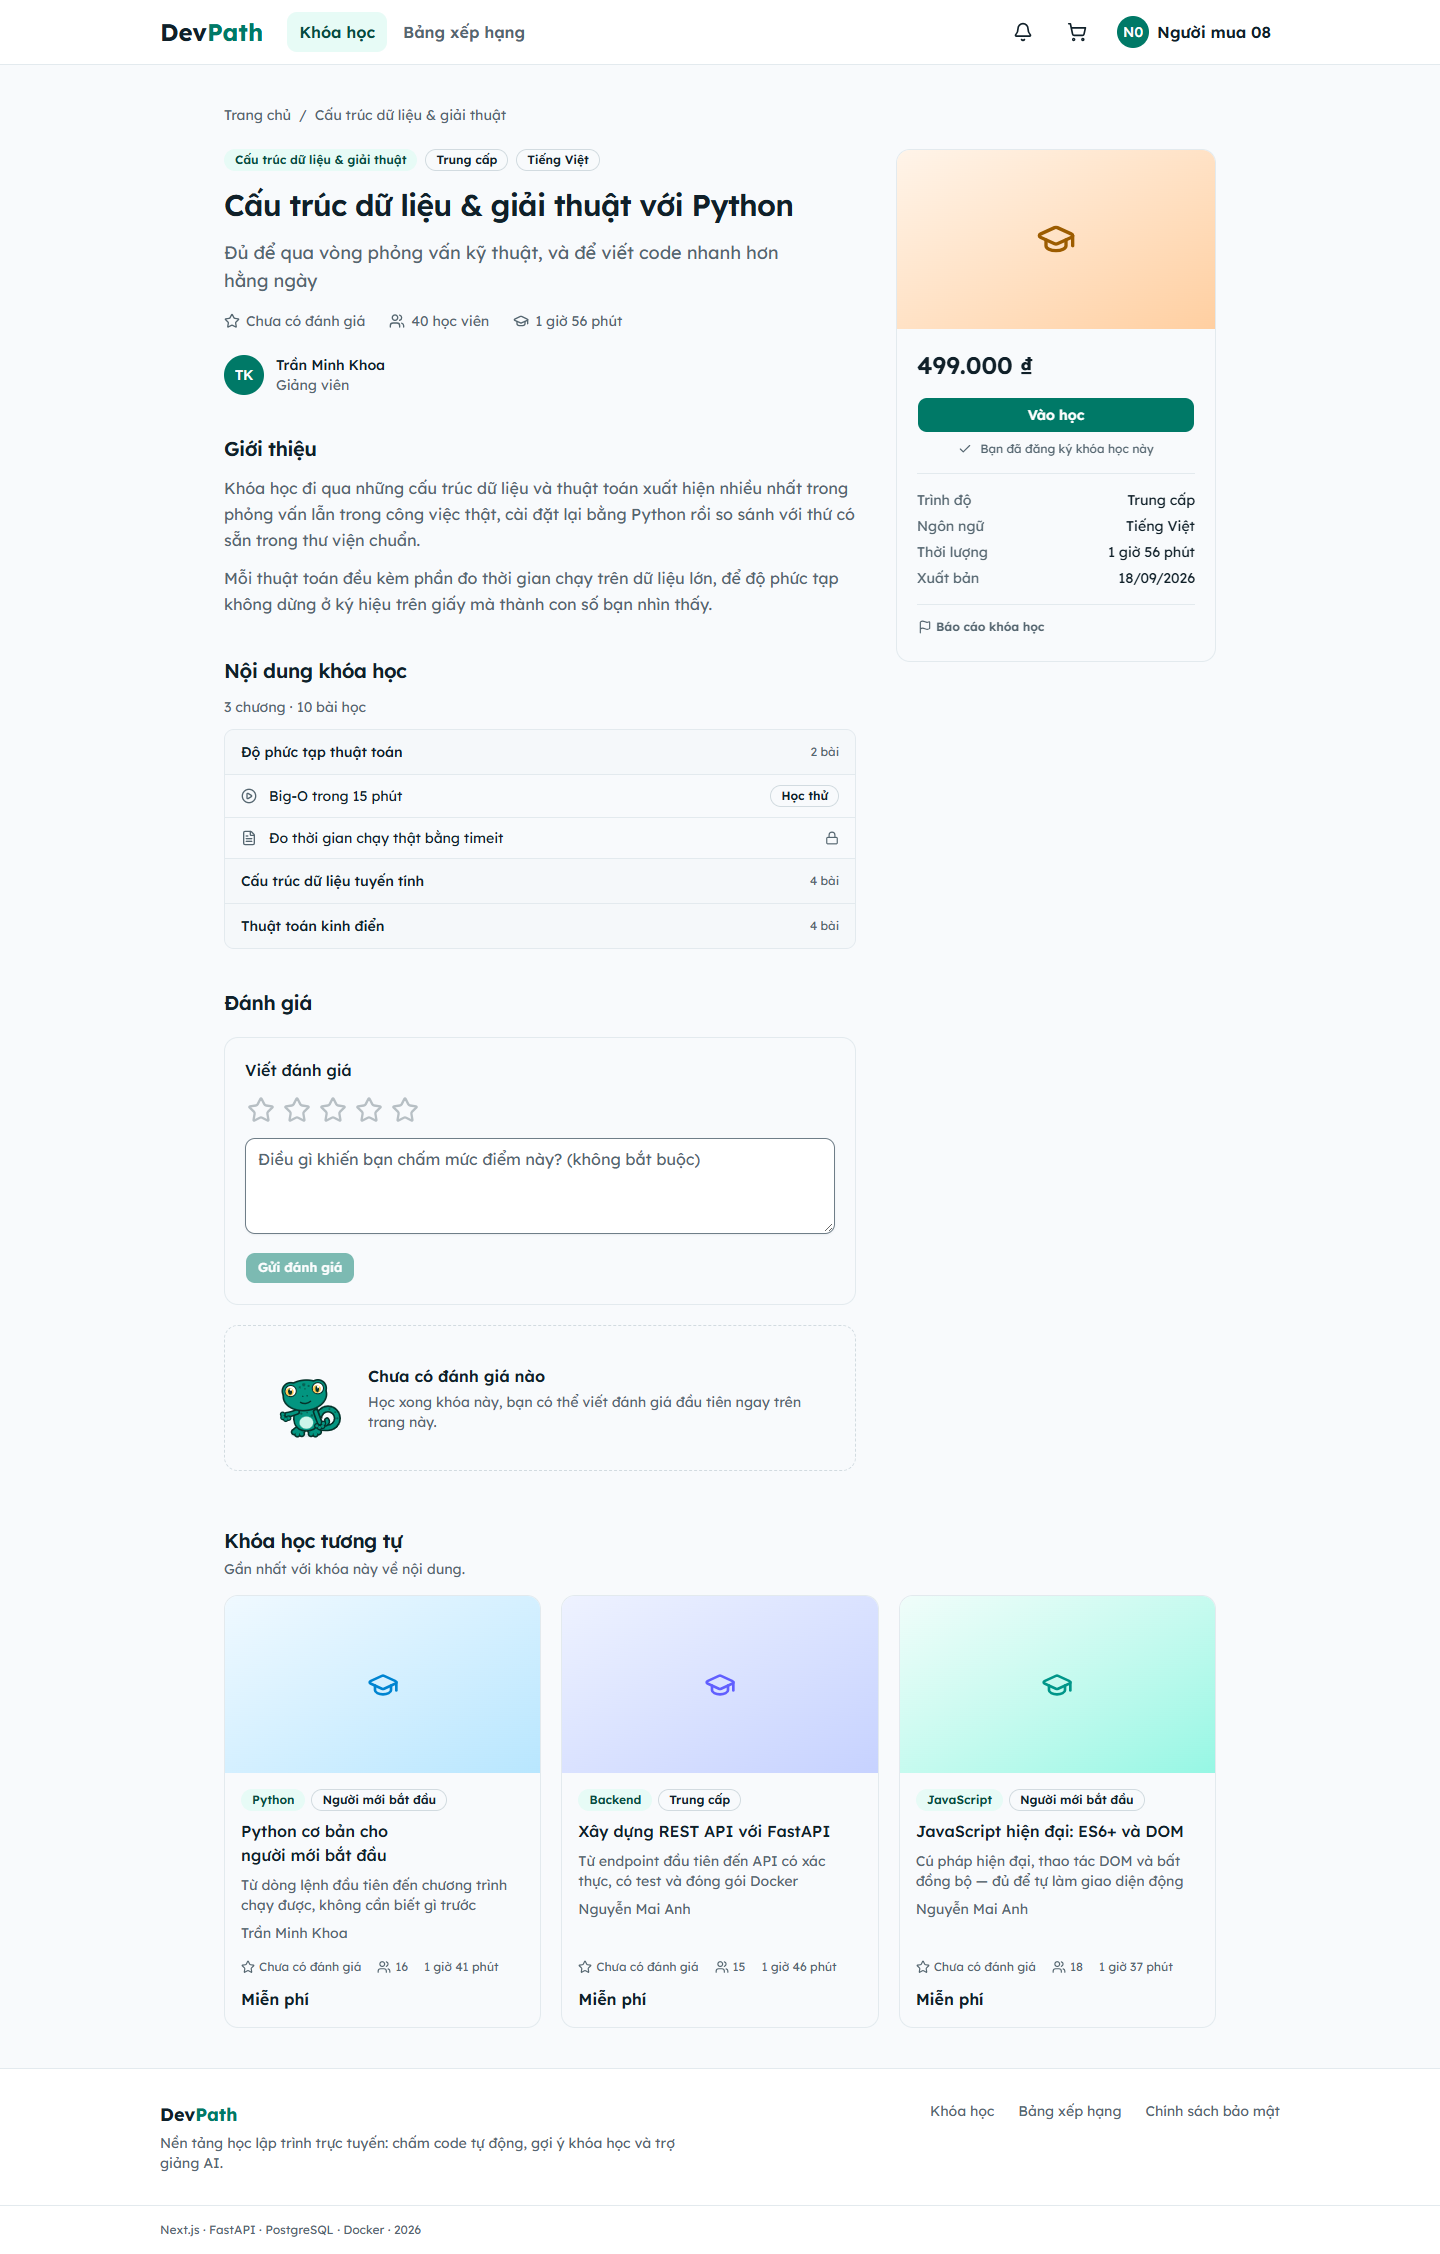 DevPath
Khóa học
Bảng xếp hạng
N0
Người mua 08
Trang chủ / Cấu trúc dữ liệu & giải thuật
Cấu trúc dữ liệu & giải thuật
Trung cấp
Tiếng Việt
Cấu trúc dữ liệu & giải thuật với Python
Đủ để qua vòng phỏng vấn kỹ thuật, và để viết code nhanh hơn
hằng ngày
Chưa có đánh giá
40 học viên
1 giờ 56 phút
TK
Trần Minh Khoa
Giảng viên
499.000 ₫
Vào học
Bạn đã đăng ký khóa học này
Trình độ Trung cấp
Ngôn ngữ Tiếng Việt
Thời lượng 1 giờ 56 phút
Xuất bản 18/09/2026
Báo cáo khóa học
Giới thiệu
Khóa học đi qua những cấu trúc dữ liệu và thuật toán xuất hiện nhiều nhất trong
phỏng vấn lẫn trong công việc thật, cài đặt lại bằng Python rồi so sánh với thứ có
sẵn trong thư viện chuẩn.
Mỗi thuật toán đều kèm phần đo thời gian chạy trên dữ liệu lớn, để độ phức tạp
không dừng ở ký hiệu trên giấy mà thành con số bạn nhìn thấy.
Nội dung khóa học
3 chương · 10 bài học
Độ phức tạp thuật toán 2 bài
Big-O trong 15 phút Học thử
Đo thời gian chạy thật bằng timeit
Cấu trúc dữ liệu tuyến tính 4 bài
Thuật toán kinh điển 4 bài
Đánh giá
Viết đánh giá
Điều gì khiến bạn chấm mức điểm này? (không bắt buộc)
Gửi đánh giá
Chưa có đánh giá nào
Học xong khóa này, bạn có thể viết đánh giá đầu tiên ngay trên
trang này.
Khóa học tương tự
Gần nhất với khóa này về nội dung.
Python
Người mới bắt đầu
Python cơ bản cho
người mới bắt đầu
Từ dòng lệnh đầu tiên đến chương trình
chạy được, không cần biết gì trước
Trần Minh Khoa
Chưa có đánh giá 16 1 giờ 41 phút
Miễn phí
Backend
Trung cấp
Xây dựng REST API với FastAPI
Từ endpoint đầu tiên đến API có xác
thực, có test và đóng gói Docker
Nguyễn Mai Anh
Chưa có đánh giá 15 1 giờ 46 phút
Miễn phí
JavaScript
Người mới bắt đầu
JavaScript hiện đại: ES6+ và DOM
Cú pháp hiện đại, thao tác DOM và bất
đồng bộ — đủ để tự làm giao diện động
Nguyễn Mai Anh
Chưa có đánh giá 18 1 giờ 37 phút
Miễn phí
DevPath
Nền tảng học lập trình trực tuyến: chấm code tự động, gợi ý khóa học và trợ
giảng AI.
Khóa học
Bảng xếp hạng
Chính sách bảo mật
Next.js · FastAPI · PostgreSQL · Docker · 2026